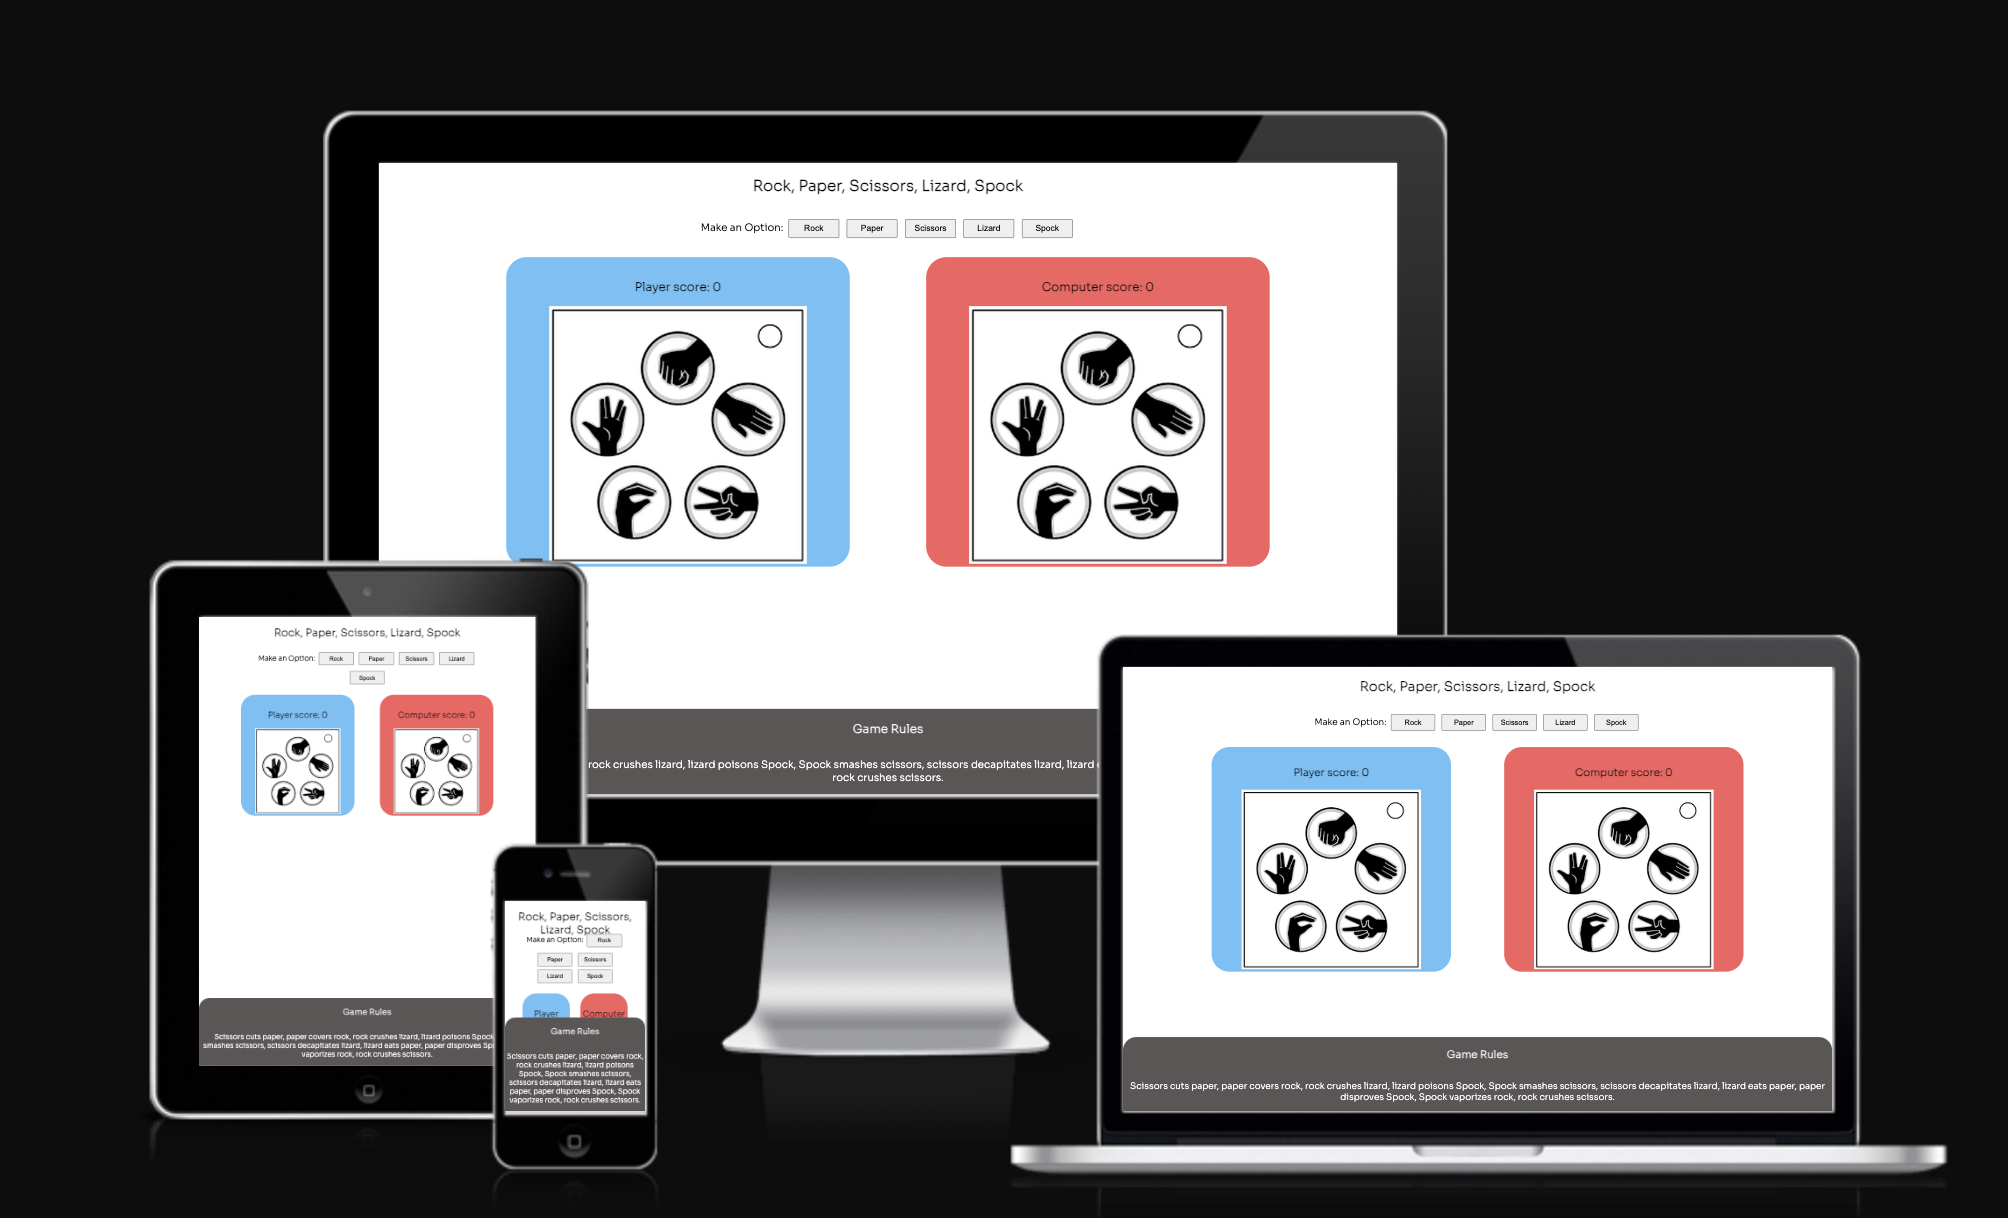 Rock, Paper, Scissors, Lizard, Spock
Make an Option: Rock Paper Scissors Lizard Spock
Player score: 0
Computer score: 0
Game Rules
rock crushes lizard, lizard poisons Spock, Spock smashes scissors, scissors decapitates lizard, lizard
rock crushes scissors.
Rock, Paper, Scissors, Lizard, Spock
Make an Option: Rock Paper Scissors Lizard
Spock
Player score: 0
Computer score: 0
Game Rules
Scissors cuts paper, paper covers rock, rock crushes lizard, lizard poisons Spock
smashes scissors, scissors decapitates lizard, lizard eats paper, paper disproves Sp
vaporizes rock, rock crushes scissors.
Rock, Paper, Scissors,
Lizard, Spock
Make an Option: Rock
Paper Scissors
Lizard Spock
Player
Computer
Game Rules
Scissors cuts paper, paper covers rock,
rock crushes lizard, lizard poisons
Spock, Spock smashes scissors,
scissors decapitates lizard, lizard eats
paper, paper disproves Spock, Spock
vaporizes rock, rock crushes scissors.
Rock, Paper, Scissors, Lizard, Spock
Make an Option: Rock Paper Scissors Lizard Spock
Player score: 0
Computer score: 0
Game Rules
Scissors cuts paper, paper covers rock, rock crushes lizard, lizard poisons Spock, Spock smashes scissors, scissors decapitates lizard, lizard eats paper, paper
disproves Spock, Spock vaporizes rock, rock crushes scissors.